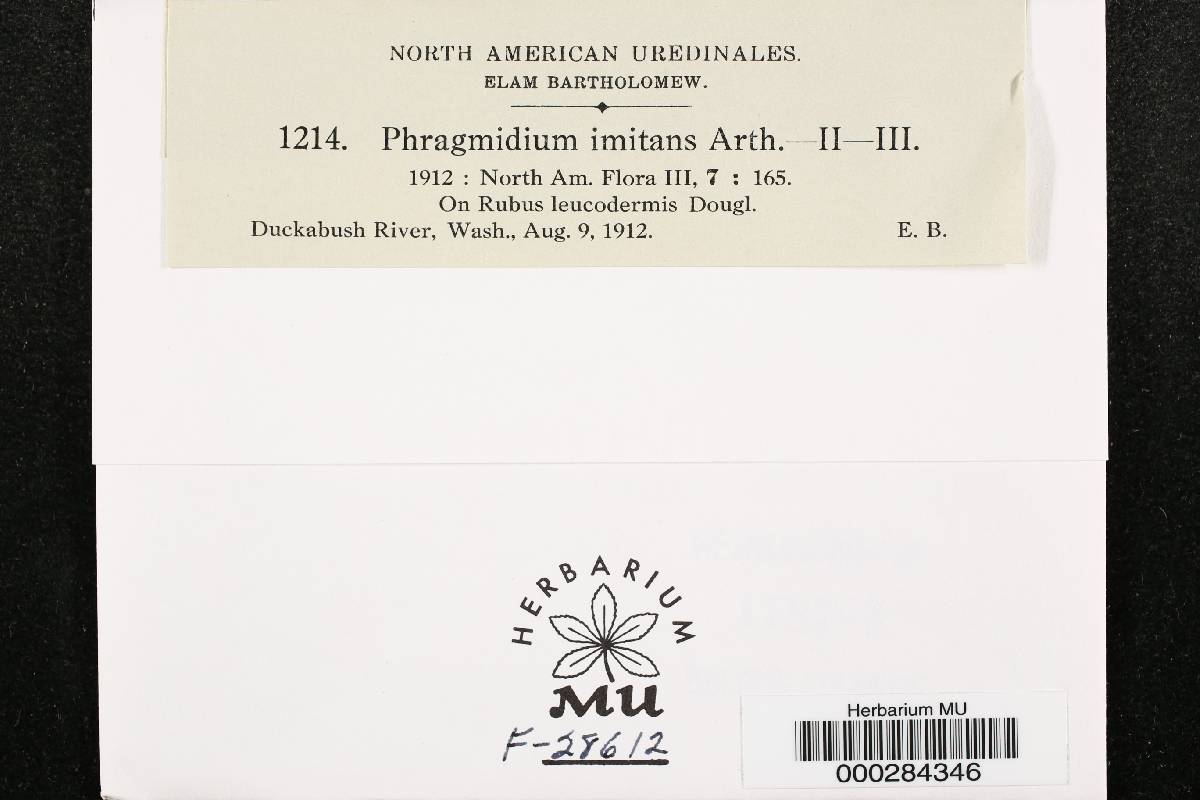 NORTH AMERICAN UREDINALES.
ELAM BARTHOLOMEW.
1214. Phragmidium imitans Arth.—II—III.
1912 : North Am. Flora III, 7 : 165.
On Rubus leucodermis Dougl.
Duckabush River, Wash., Aug. 9, 1912. E. B.
HERBARIUM
MU
F-28612
Herbarium MU
000284346